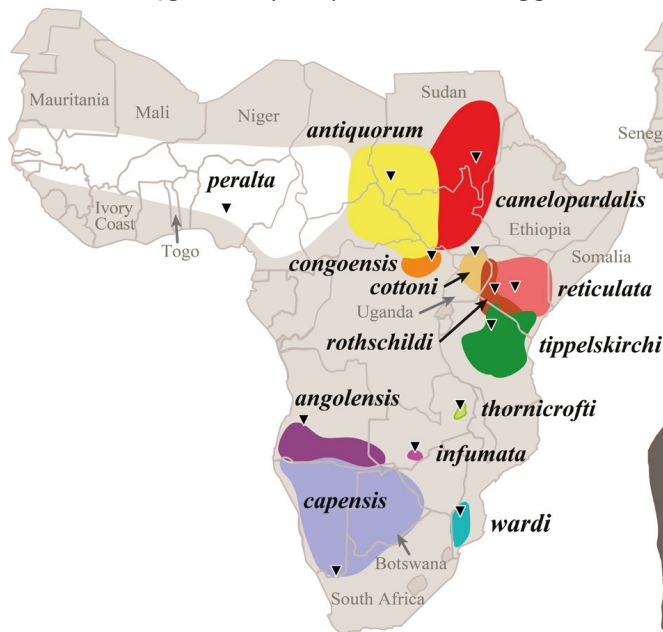 Sudan
Mauritania
Mali
Niger
antiquorum
Seneg
peralta
camelopardalis
Ivory
Coast
Ethiopia
Togo
Somalia
congoensis
cottoni
reticulata
Uganda
rothschildi
tippelskirchi
angolensis
thornicrofti
infumata
capensis
wardi
Botswana
South Africa